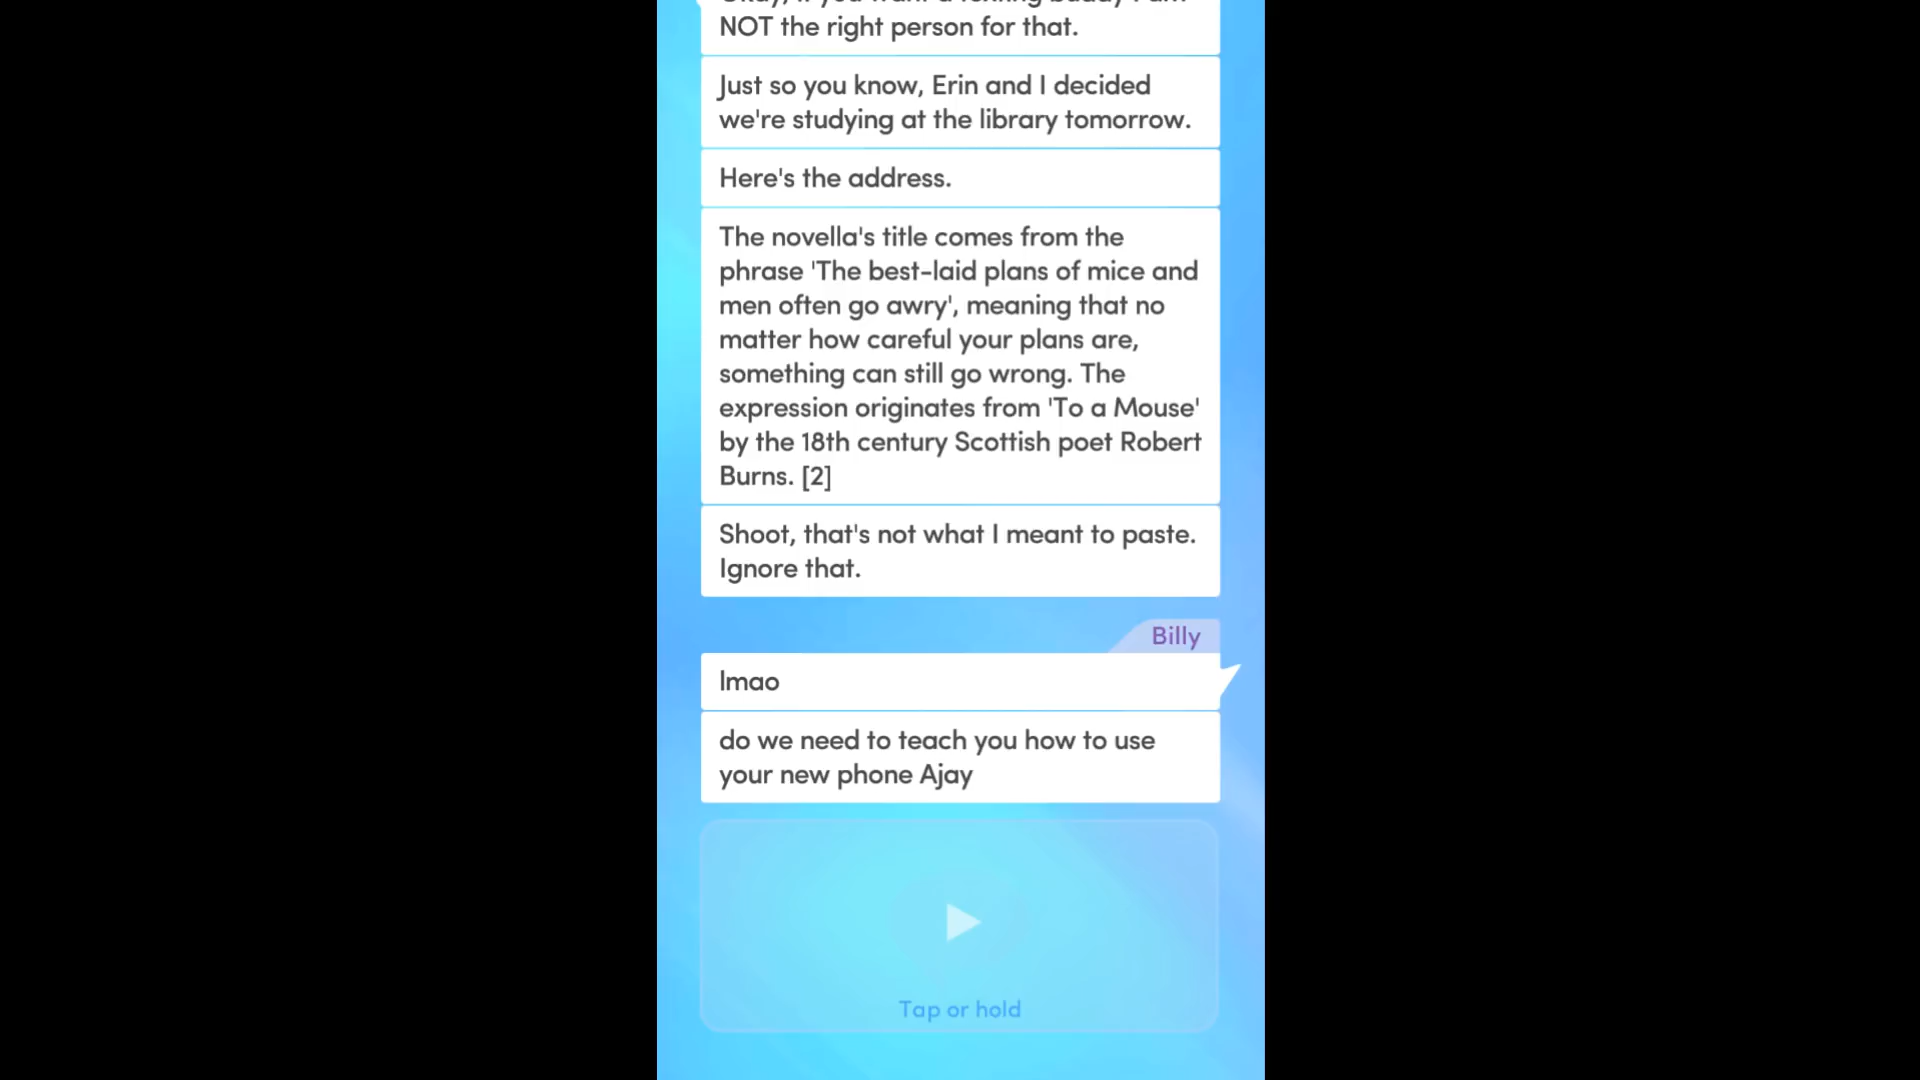 NOT the right person for that.
Just so you know, Erin and I decided
we're studying at the library tomorrow.
Here's the address.
The novella's title comes from the
phrase 'The best-laid plans of mice and
men often go awry', meaning that no
matter how careful your plans are,
something can still go wrong. The
expression originates from 'To a Mouse'
by the 18th century Scottish poet Robert
Burns. [2]
Shoot, that's not what I meant to paste.
Ignore that.
Billy
lmao
do we need to teach you how to use
your new phone Ajay
Tap or hold